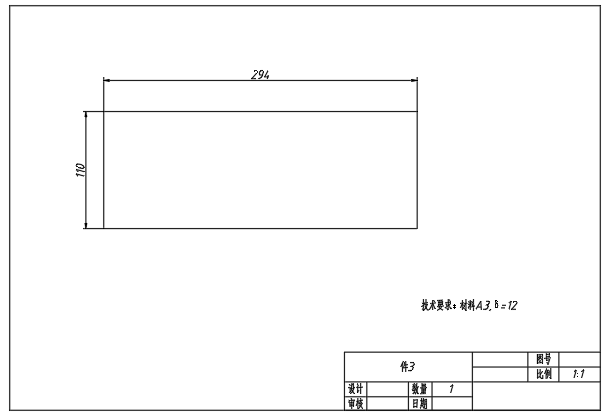 294
110
技术要求: 材料A3, δ=12
件3
图号
比例 1:1
设计 数量 1
审核 日期